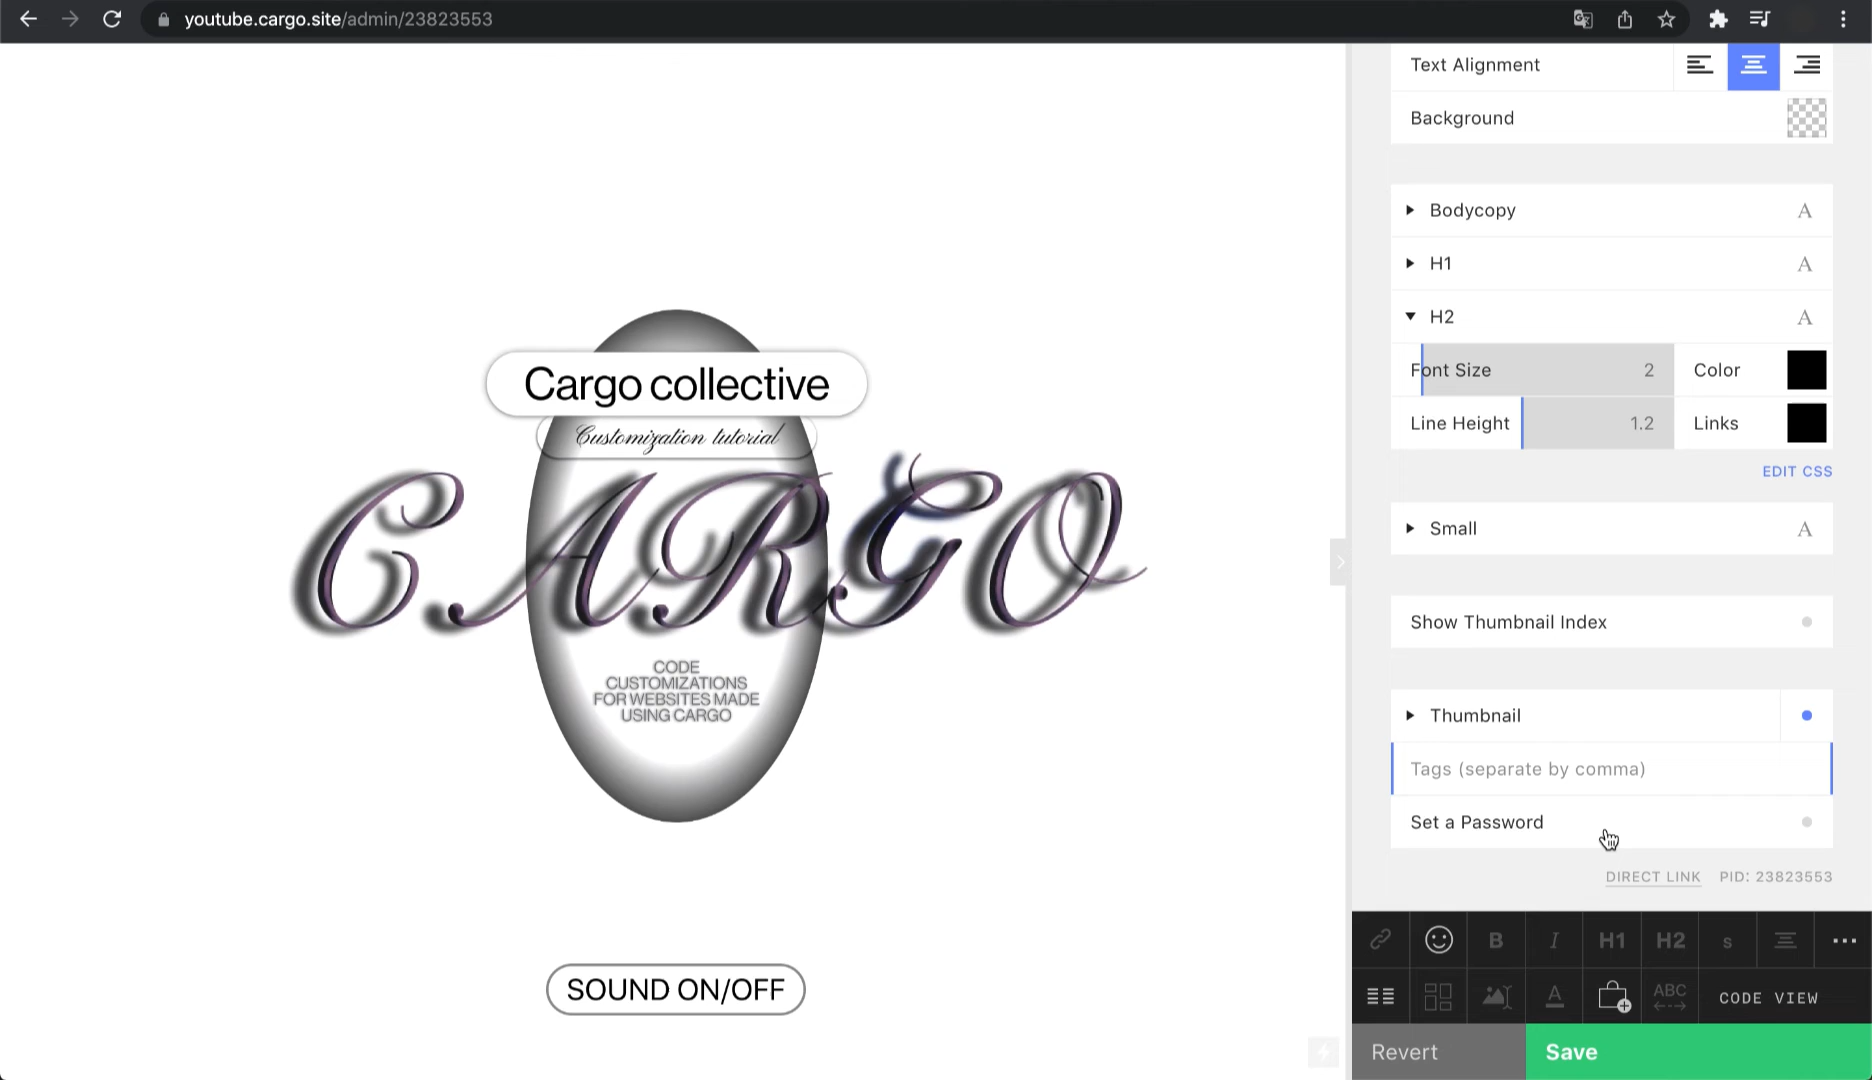 youtube.cargo.site/admin/23823553
Text Alignment
Background
Bodycopy A
H1 A
H2 A
Font Size 2 Color
Line Height 1.2 Links
EDIT CSS
Small A
Show Thumbnail Index
Thumbnail
Tags (separate by comma)
Set a Password
DIRECT LINK PID: 23823553
B I H1 H2 s
A ABC CODE VIEW
Revert Save
Cargo collective
Customization tutorial
CARGO
CODE
CUSTOMIZATIONS
FOR WEBSITES MADE
USING CARGO
SOUND ON/OFF